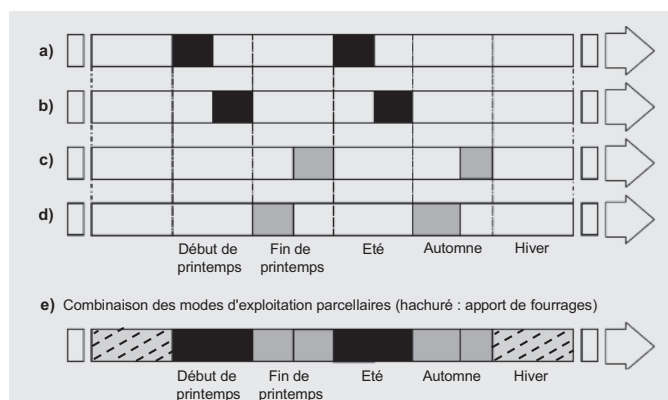 a)
b)
c)
d)
Début de printemps
Fin de printemps
Eté
Automne
Hiver
e) Combinaison des modes d'exploitation parcellaires (hachuré : apport de fourrages)
Début de printemps
Fin de printemps
Eté
Automne
Hiver